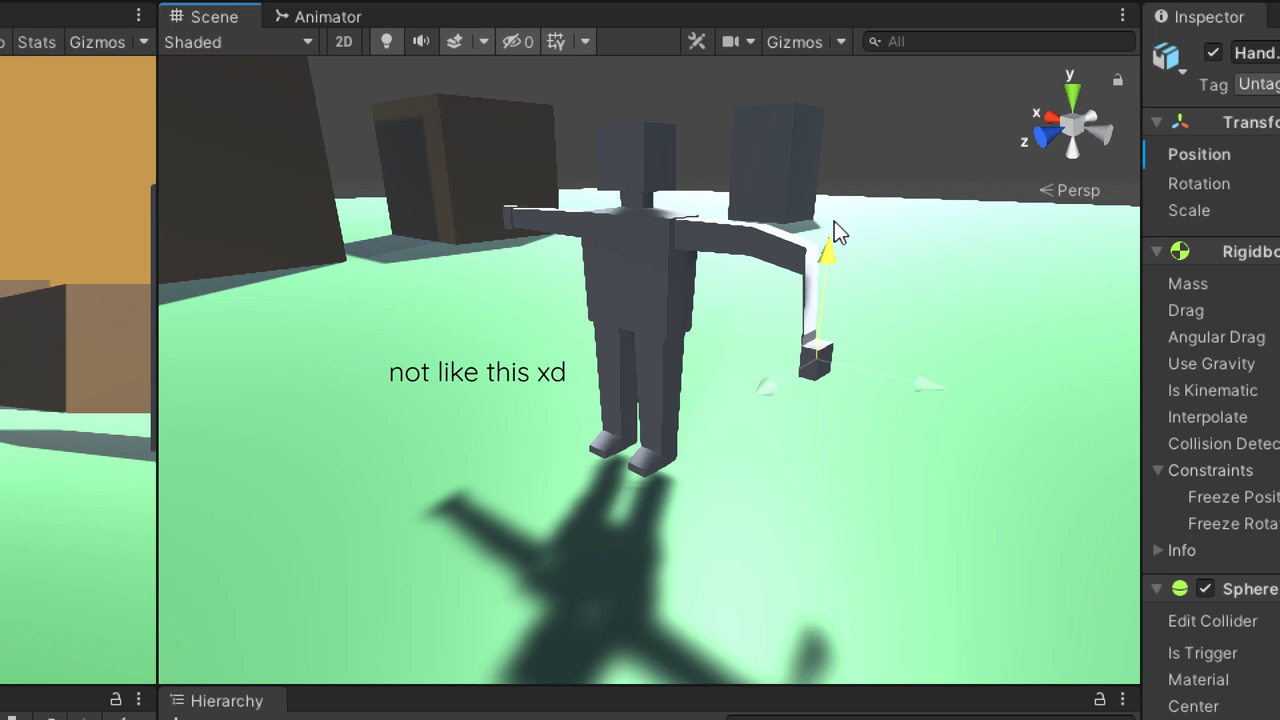 Stats Gizmos
Scene Animator
Shaded 2D 0 Gizmos All
y
x
z
Persp
not like this xd
Hierarchy
Inspector
Hand.
Tag Untag
Transfo
Position
Rotation
Scale
Rigidbo
Mass
Drag
Angular Drag
Use Gravity
Is Kinematic
Interpolate
Collision Detec
Constraints
Freeze Posit
Freeze Rota
Info
Sphere
Edit Collider
Is Trigger
Material
Center